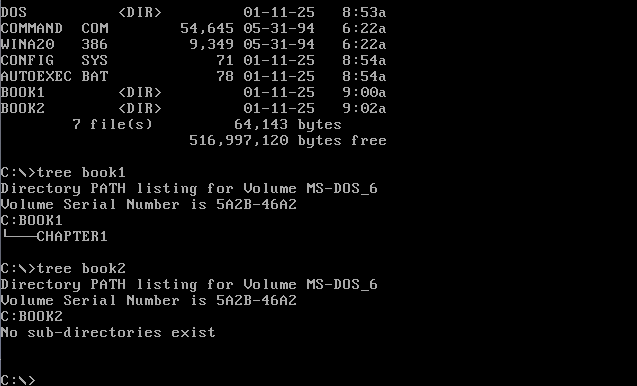 DOS          <DIR>         01-11-25   8:53a
COMMAND  COM        54,645 05-31-94   6:22a
WINA20   386         9,349 05-31-94   6:22a
CONFIG   SYS            71 01-11-25   8:54a
AUTOEXEC BAT            78 01-11-25   8:54a
BOOK1        <DIR>         01-11-25   9:00a
BOOK2        <DIR>         01-11-25   9:02a
        7 file(s)         64,143 bytes
                     516,997,120 bytes free
C:\>tree book1
Directory PATH listing for Volume MS-DOS_6
Volume Serial Number is 5A2B-46A2
C:BOOK1
└───CHAPTER1
C:\>tree book2
Directory PATH listing for Volume MS-DOS_6
Volume Serial Number is 5A2B-46A2
C:BOOK2
No sub-directories exist
C:\>